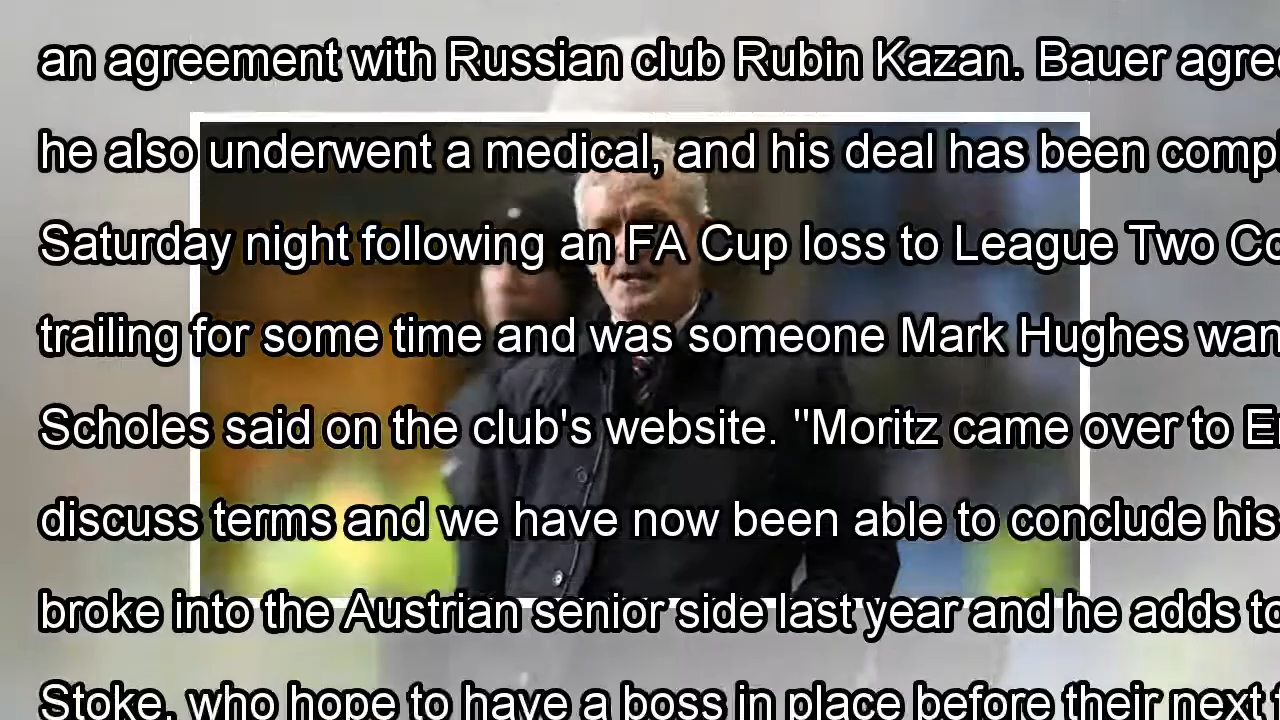 an agreement with Russian club Rubin Kazan. Bauer
he also underwent a medical, and his deal has been
Saturday night following an FA Cup loss to League Two
trailing for some time and was someone Mark Hughes
Scholes said on the club's website. "Moritz came over to
discuss terms and we have now been able to conclude his
broke into the Austrian senior side last year and he adds
Stoke, who hope to have a boss in place before their next